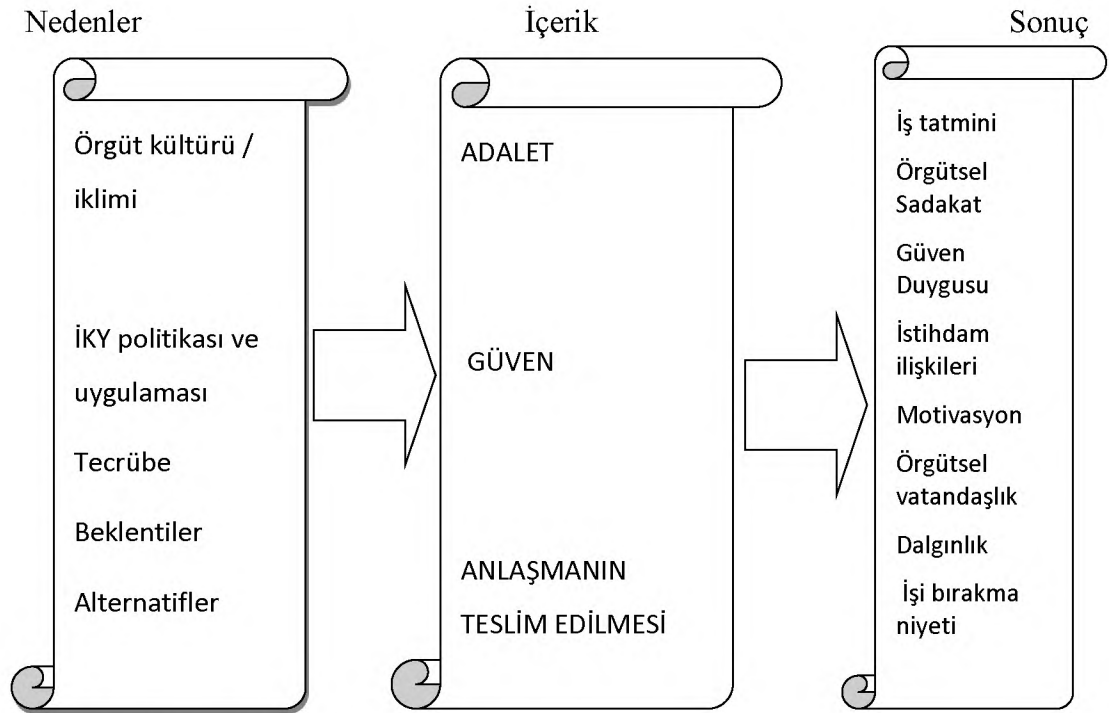 Nedenler
İçerik
Sonuç
Örgüt kültürü /
iklimi
İKY politikası ve
uygulaması
Tecrübe
Beklentiler
Alternatifler
ADALET
GÜVEN
ANLAŞMANIN
TESLİM EDİLMESİ
İş tatmini
Örgütsel
Sadakat
Güven
Duygusu
İstihdam
ilişkileri
Motivasyon
Örgütsel
vatandaşlık
Dalgınlık
İşi bırakma
niyeti